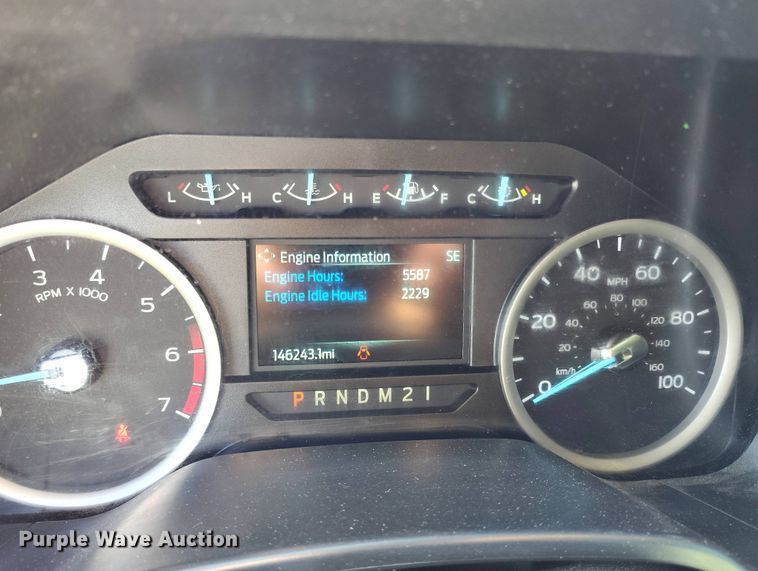 L H C H E F C H
Engine Information SE
Engine Hours: 5587
Engine Idle Hours: 2229
146243.1mi
P R N D M 2 1
3 4 5 6 7
RPM X 1000
0 20 40 60 80 100
MPH
20 40 60 80 100 120 140 160
km/h
Purple Wave Auction